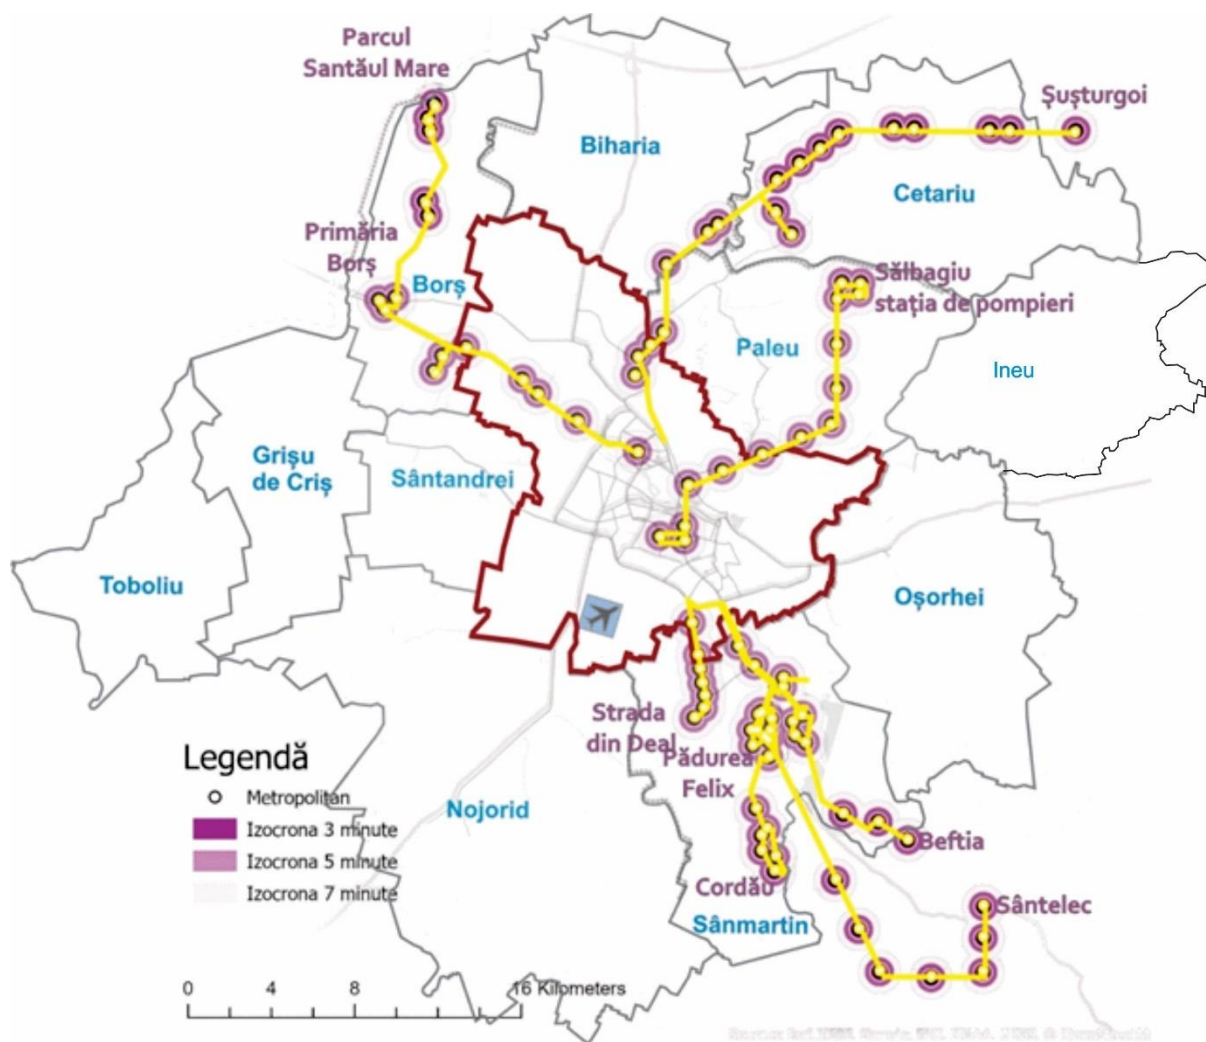 Parcul
Santăul Mare
Șușturgoi
Biharia
Cetariu
Primăria
Borș
Borș
Sălbagiu
stația de pompieri
Paleu
Ineu
Grișu
de Criș
Sântandrei
Toboliu
Oșorhei
Strada
din Deal
Pădurea
Felix
Legendă
Metropolitan
Izocrona 3 minute
Izocrona 5 minute
Izocrona 7 minute
Nojorid
Beftia
Cordău
Sântelec
Sânmartin
0 4 8 16 Kilometers